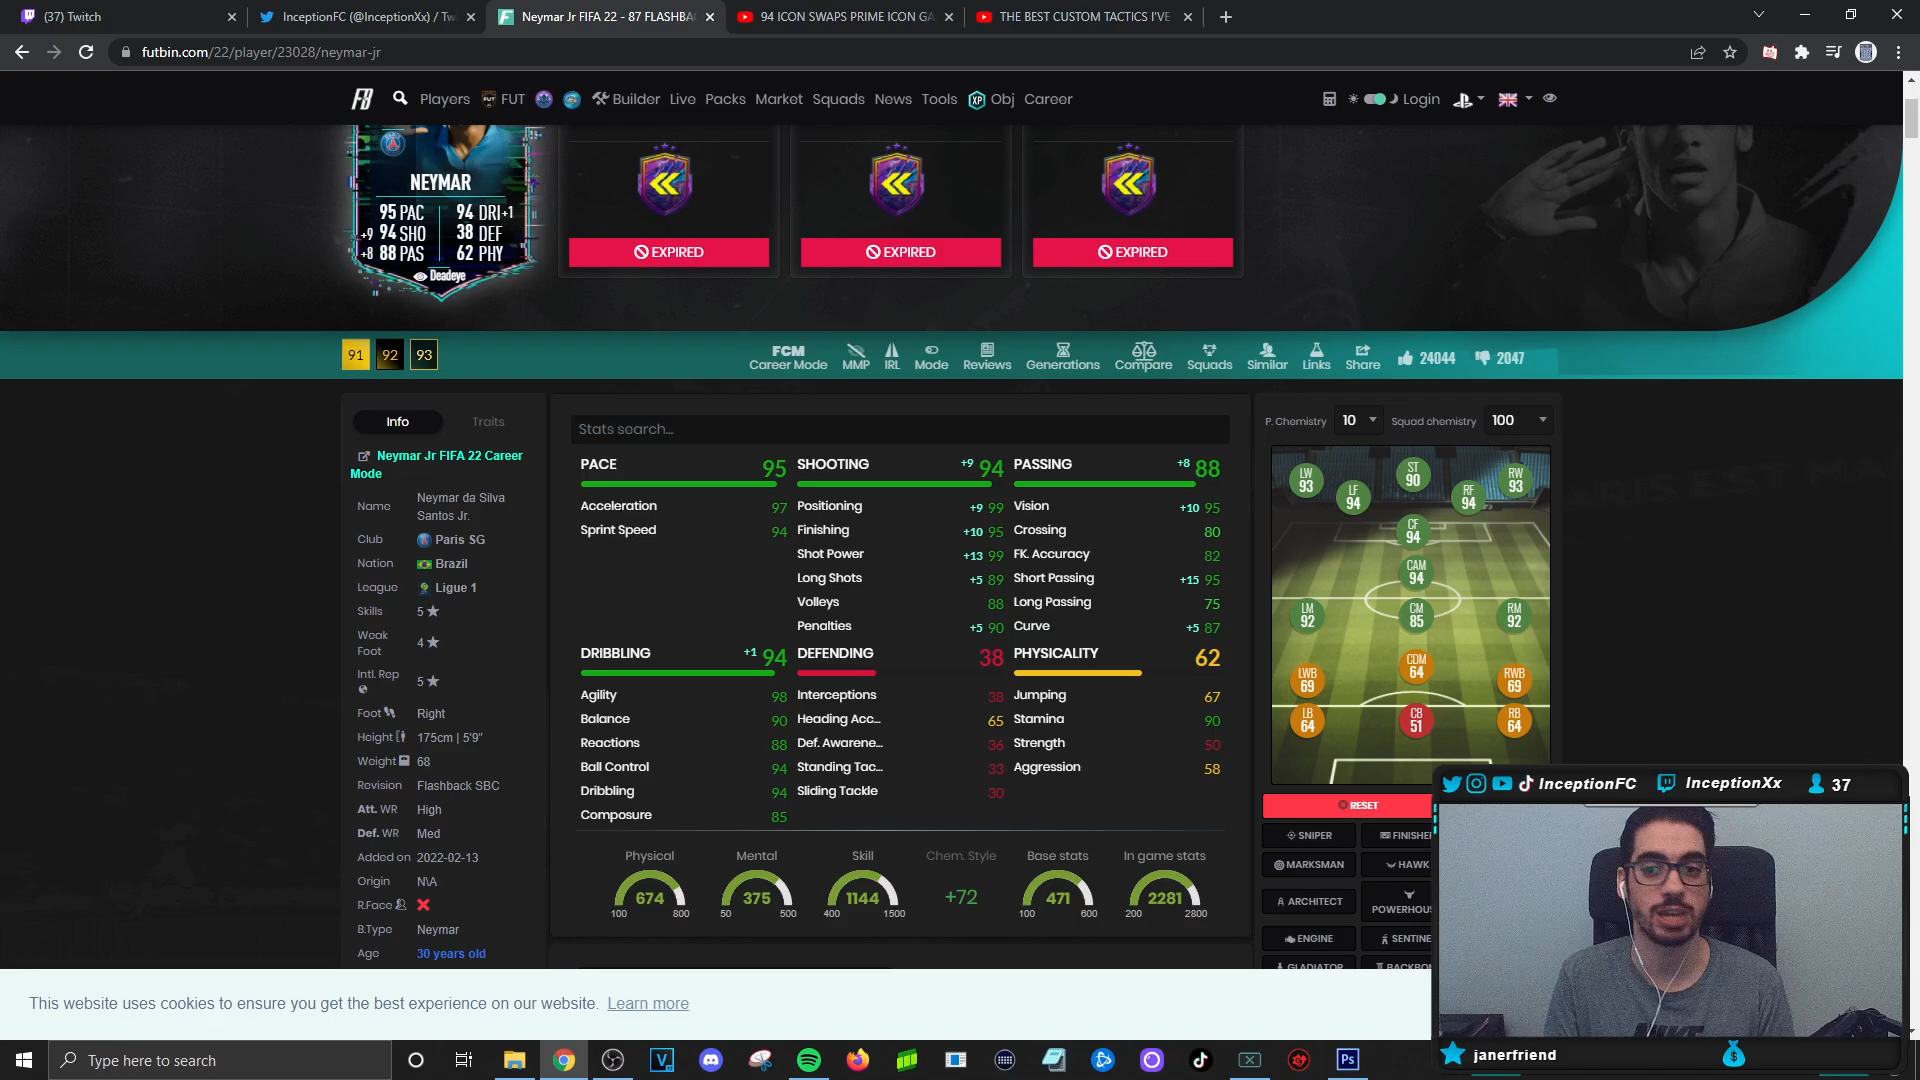 (37) Twitch
InceptionFC (@InceptionXx) / Tw
Neymar Jr FIFA 22 - 87 FLASHBA
94 ICON SWAPS PRIME ICON GA
THE BEST CUSTOM TACTICS I'VE
futbin.com/22/player/23028/neymar-jr
Players FUT Builder Live Packs Market Squads News Tools XP Obj Career Login
NEYMAR
95 PAC 94 DRI+1
+9 94 SHO 38 DEF
+8 88 PAS 62 PHY
Deadeye
EXPIRED EXPIRED EXPIRED
91 92 93
FCM
Career Mode MMP IRL Mode Reviews Generations Compare Squads Similar Links Share 24044 2047
Info Traits
Neymar Jr FIFA 22 Career
Mode
Name Neymar da Silva
Santos Jr.
Club Paris SG
Nation Brazil
League Ligue 1
Skills 5
Weak
Foot 4
Intl. Rep 5
Foot Right
Height 175cm | 5'9"
Weight 68
Revision Flashback SBC
Att. WR High
Def. WR Med
Added on 2022-02-13
Origin N\A
R.Face
B.Type Neymar
Age 30 years old
Stats search...
PACE 95
Acceleration 97
Sprint Speed 94
SHOOTING +9 94
Positioning +9 99
Finishing +10 95
Shot Power +13 99
Long Shots +5 89
Volleys 88
Penalties +5 90
PASSING +8 88
Vision +10 95
Crossing 80
FK. Accuracy 82
Short Passing +15 95
Long Passing 75
Curve +5 87
DRIBBLING +1 94
Agility 98
Balance 90
Reactions 88
Ball Control 94
Dribbling 94
Composure 85
DEFENDING 38
Interceptions 38
Heading Acc... 65
Def. Awarene... 36
Standing Tac... 33
Sliding Tackle 30
PHYSICALITY 62
Jumping 67
Stamina 90
Strength 50
Aggression 58
Physical Mental Skill Chem. Style Base stats In game stats
674 375 1144 +72 471 2281
100 800 50 500 400 1500 100 600 200 2800
P. Chemistry 10 Squad chemistry 100
LW 93
ST 90
RW 93
LF 94
RF 94
CF 94
CAM 94
LM 92
CM 85
RM 92
CDM 64
LWB 69
RWB 69
LB 64
CB 51
RB 64
RESET
SNIPER FINISHE
MARKSMAN HAWK
ARCHITECT POWERHOU
ENGINE SENTINE
GLADIATOR BACKBO
InceptionFC InceptionXx 37
janerfriend
This website uses cookies to ensure you get the best experience on our website. Learn more
Type here to search